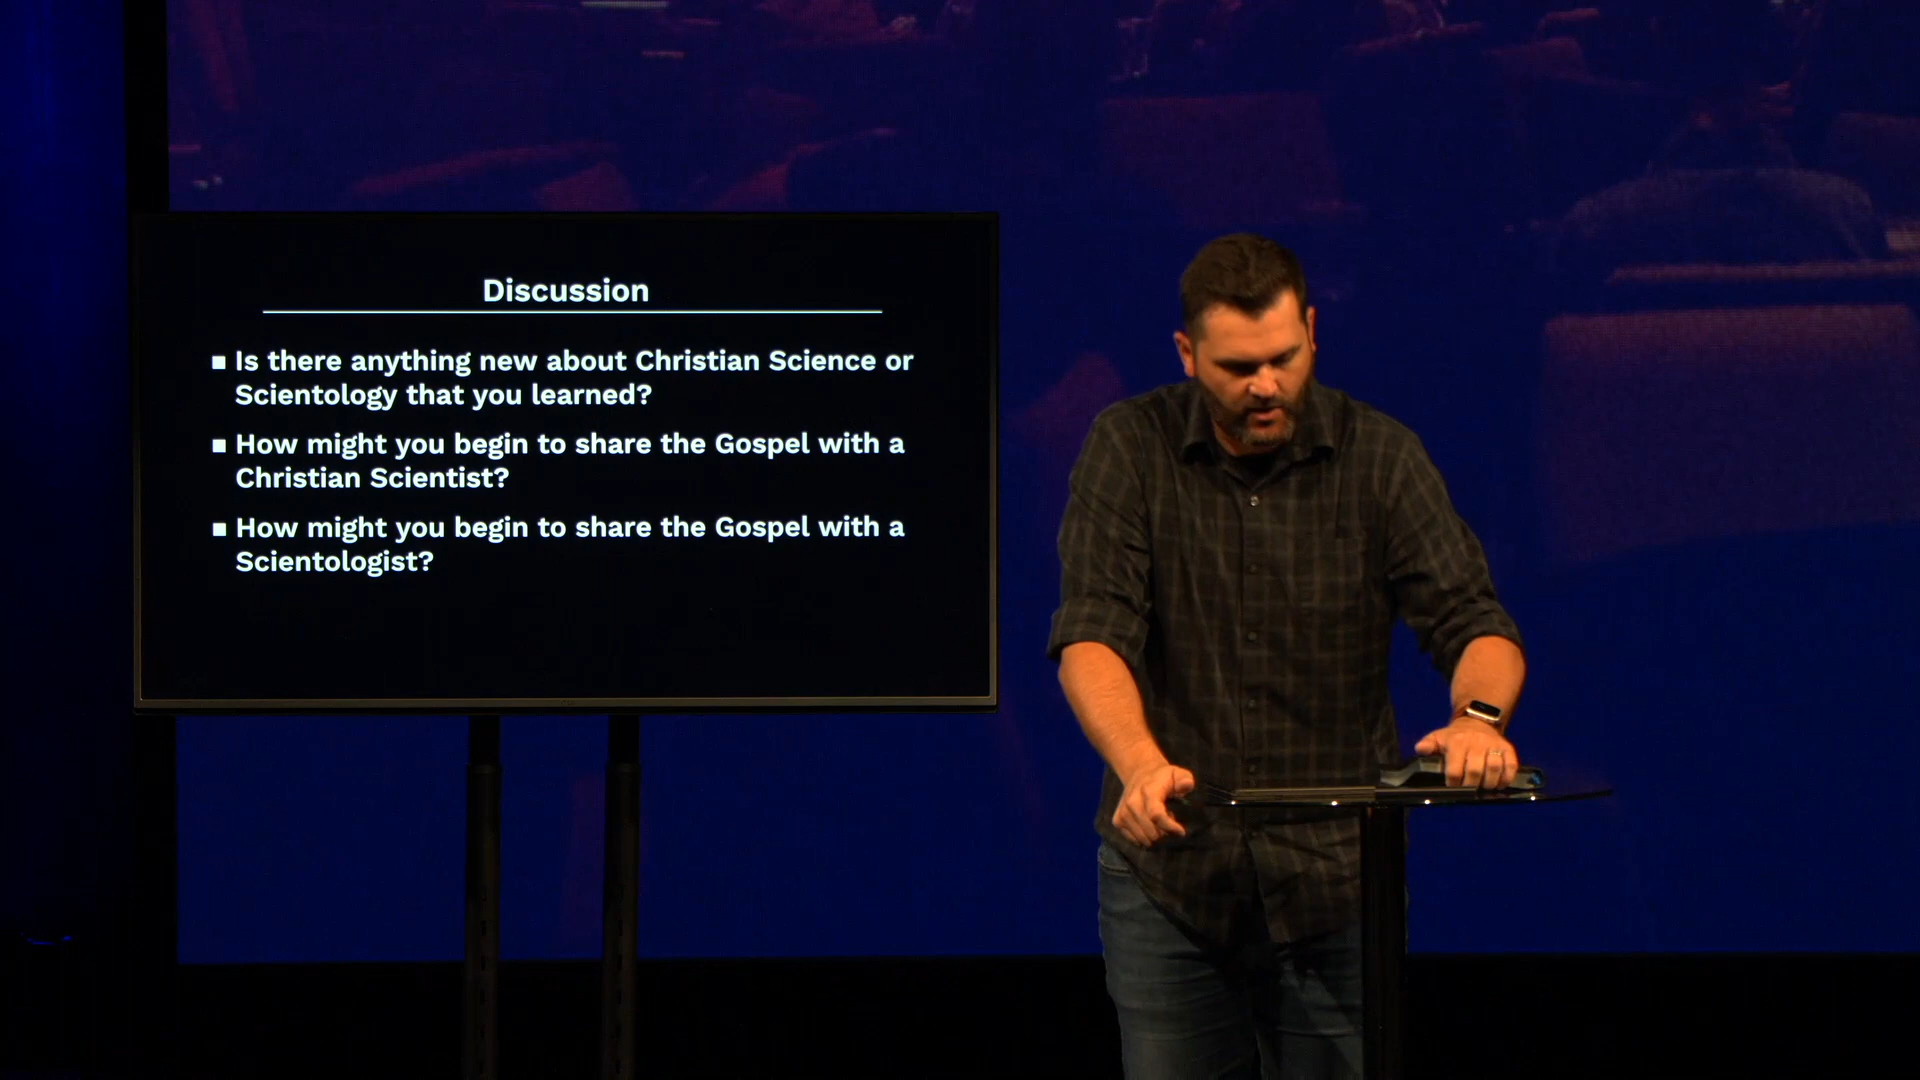 Discussion
▪ Is there anything new about Christian Science or
Scientology that you learned?
▪ How might you begin to share the Gospel with a
Christian Scientist?
▪ How might you begin to share the Gospel with a
Scientologist?